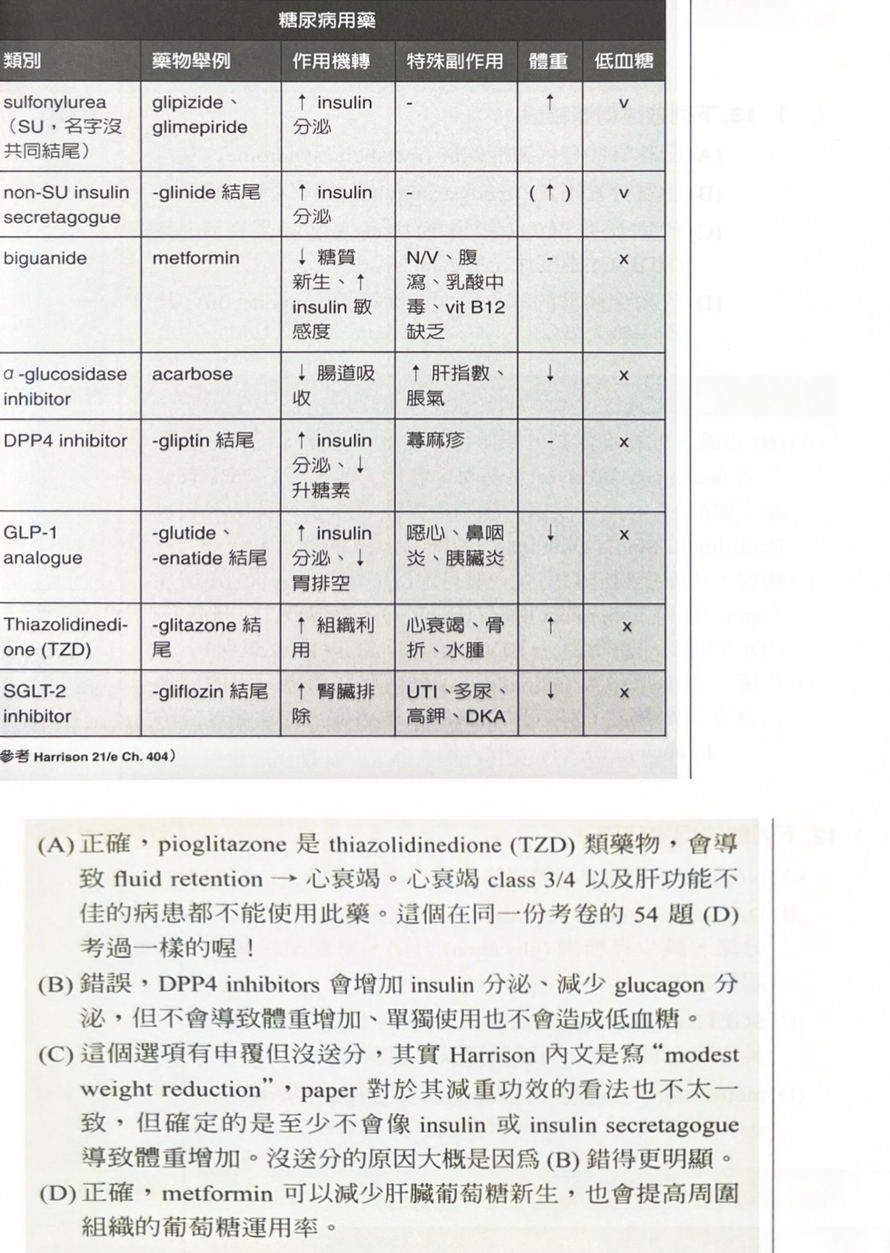 糖尿病用藥
類別 藥物舉例 作用機轉 特殊副作用 體重 低血糖
sulfonylurea
（SU，名字沒
共同結尾）
glipizide、
glimepiride
↑ insulin
分泌
-
↑
v
non-SU insulin
secretagogue
-glinide 結尾
↑ insulin
分泌
-
(↑)
v
biguanide
metformin
↓ 糖質
新生、↑
insulin 敏
感度
N/V、腹
瀉、乳酸中
毒、vit B12
缺乏
-
x
α-glucosidase
inhibitor
acarbose
↓ 腸道吸
收
↑ 肝指數、
脹氣
↓
x
DPP4 inhibitor
-gliptin 結尾
↑ insulin
分泌、↓
升糖素
蕁麻疹
-
x
GLP-1
analogue
-glutide、
-enatide 結尾
↑ insulin
分泌、↓
胃排空
噁心、鼻咽
炎、胰臟炎
↓
x
Thiazolidinedi-
one (TZD)
-glitazone 結
尾
↑ 組織利
用
心衰竭、骨
折、水腫
↑
x
SGLT-2
inhibitor
-gliflozin 結尾
↑ 腎臟排
除
UTI、多尿、
高鉀、DKA
↓
x
參考 Harrison 21/e Ch. 404）
(A) 正確，pioglitazone 是 thiazolidinedione (TZD) 類藥物，會導
致 fluid retention → 心衰竭。心衰竭 class 3/4 以及肝功能不
佳的病患都不能使用此藥。這個在同一份考卷的 54 題 (D)
考過一樣的喔！
(B) 錯誤，DPP4 inhibitors 會增加 insulin 分泌、減少 glucagon 分
泌，但不會導致體重增加、單獨使用也不會造成低血糖。
(C) 這個選項有申覆但沒送分，其實 Harrison 內文是寫 “modest
weight reduction”，paper 對於其減重功效的看法也不太一
致，但確定的是至少不會像 insulin 或 insulin secretagogue
導致體重增加。沒送分的原因大概是因為 (B) 錯得更明顯。
(D) 正確，metformin 可以減少肝臟葡萄糖新生，也會提高周圍
組織的葡萄糖運用率。